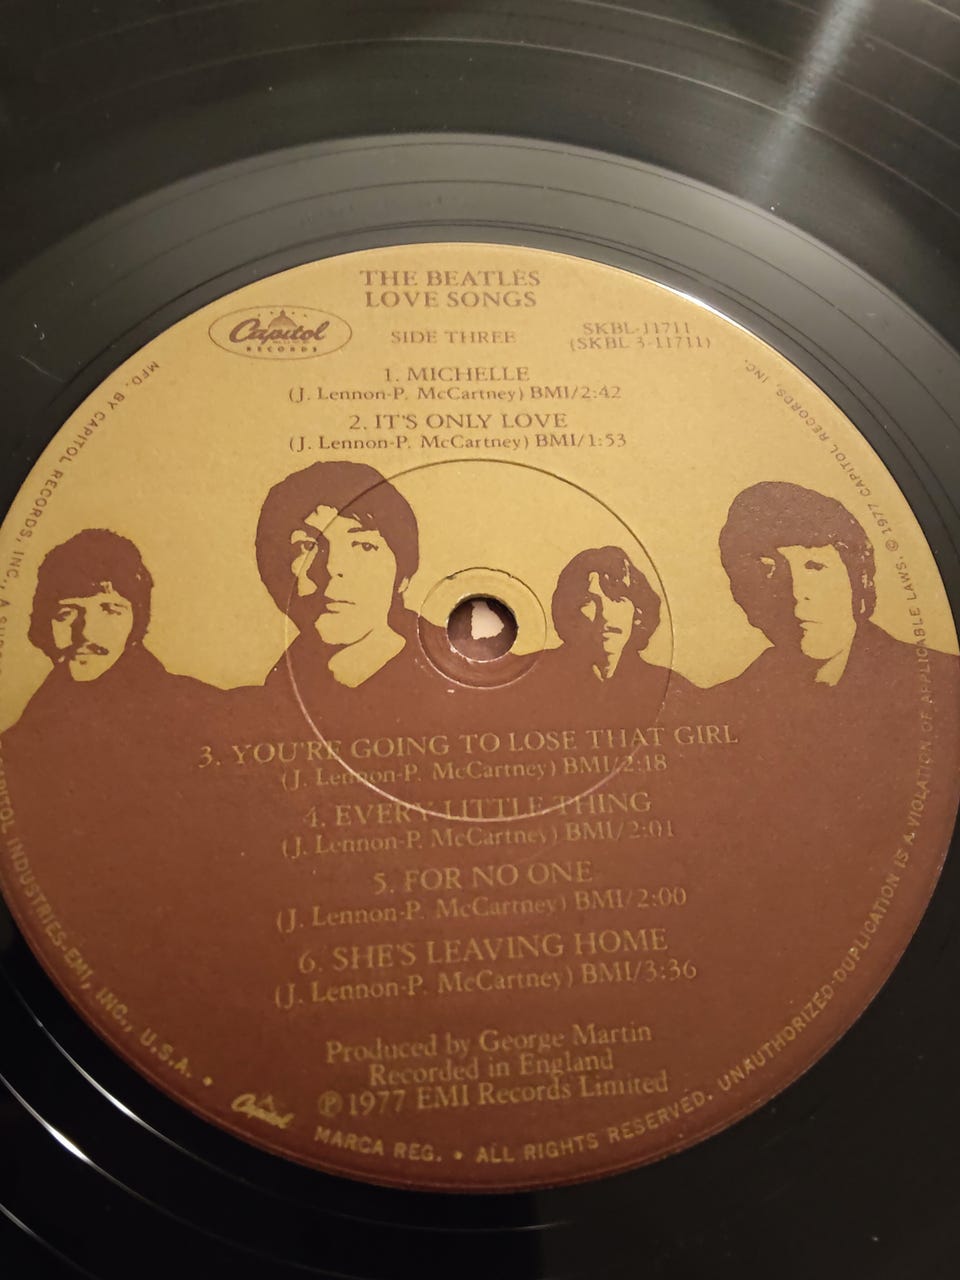 THE BEATLES
LOVE SONGS
Capitol
RECORDS
SIDE THREE
SKBL-11711
(SKBL 3-11711)
1. MICHELLE
(J. Lennon-P. McCartney) BMI/2:42
2. IT'S ONLY LOVE
(J. Lennon-P. McCartney) BMI/1:53
3. YOU'RE GOING TO LOSE THAT GIRL
(J. Lennon-P. McCartney) BMI/2:18
4. EVERY LITTLE THING
(J. Lennon-P. McCartney) BMI/2:01
5. FOR NO ONE
(J. Lennon-P. McCartney) BMI/2:00
6. SHE'S LEAVING HOME
(J. Lennon-P. McCartney) BMI/3:36
Produced by George Martin
Recorded in England
℗1977 EMI Records Limited
MFD. BY CAPITOL RECORDS, INC., A INDUSTRIES-EMI, INC., U.S.A. •
Capitol
MARCA REG. • ALL RIGHTS RESERVED. UNAUTHORIZED DUPLICATION IS A VIOLATION OF APPLICABLE LAWS. © 1977 CAPITOL RECORDS, INC.